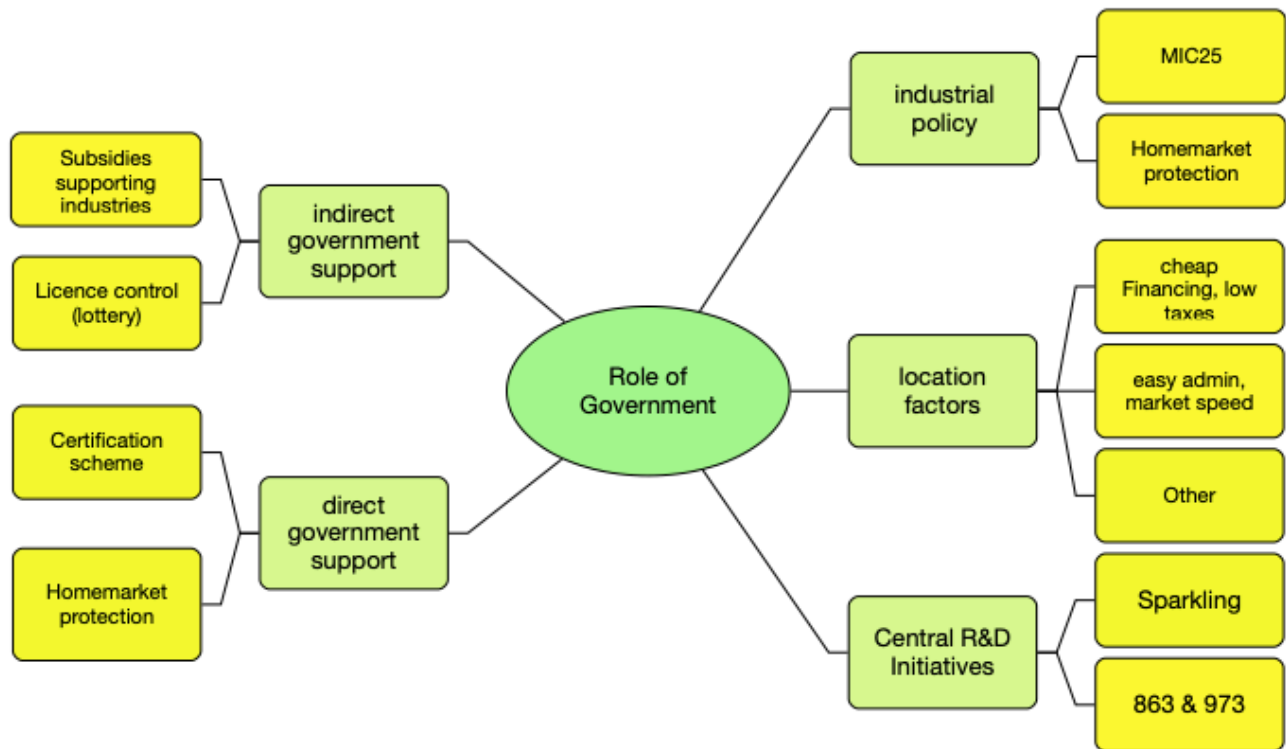 Subsidies
supporting
industries
Licence control
(lottery)
indirect
government
support
Certification
scheme
Homemarket
protection
direct
government
support
Role of
Government
industrial
policy
MIC25
Homemarket
protection
location
factors
cheap
Financing, low
taxes
easy admin,
market speed
Other
Central R&D
Initiatives
Sparkling
863 & 973